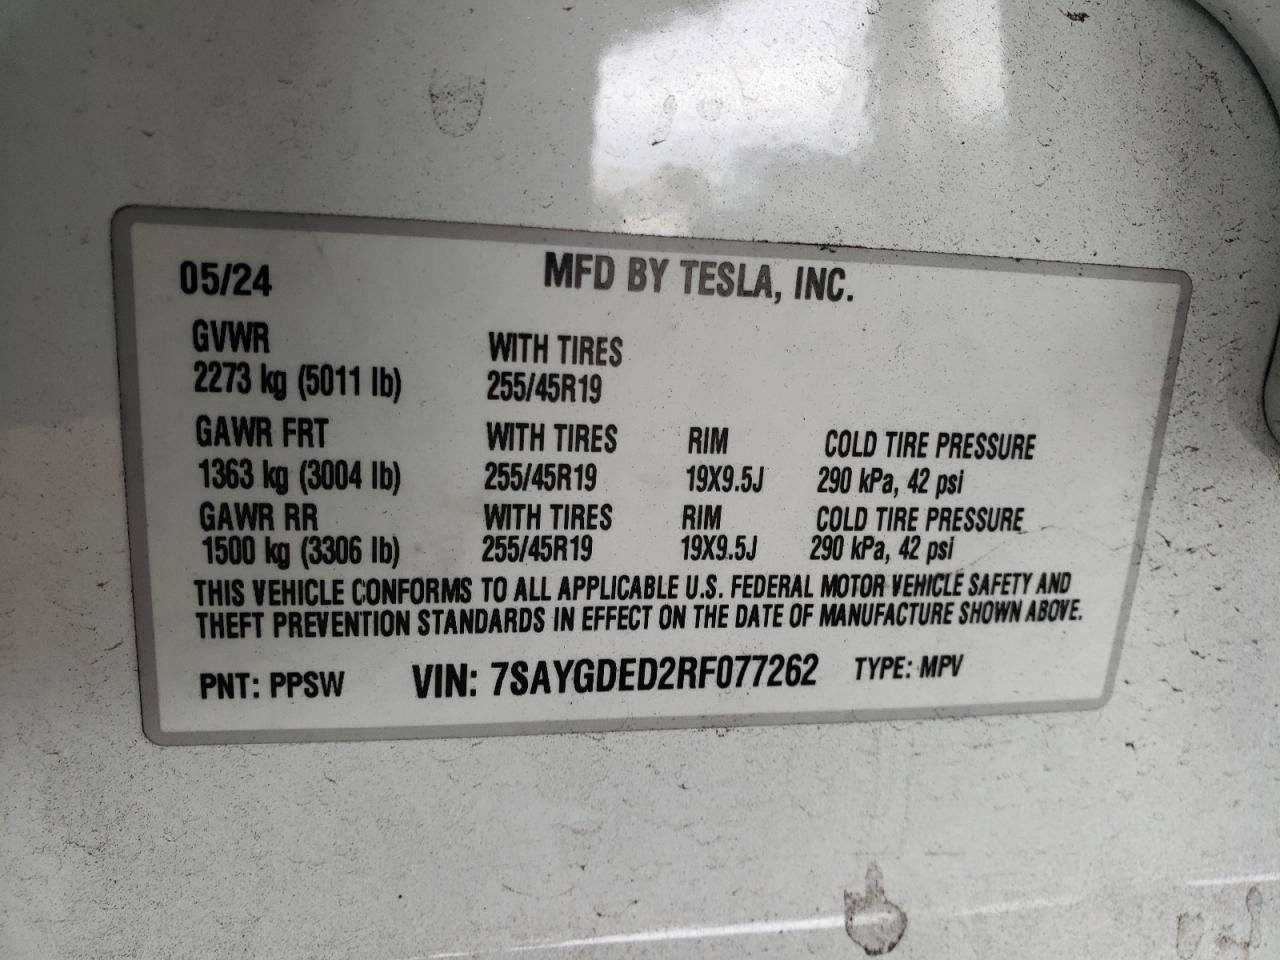 05/24 MFD BY TESLA, INC.
GVWR WITH TIRES
2273 kg (5011 lb) 255/45R19
GAWR FRT WITH TIRES RIM COLD TIRE PRESSURE
1363 kg (3004 lb) 255/45R19 19X9.5J 290 kPa, 42 psi
GAWR RR WITH TIRES RIM COLD TIRE PRESSURE
1500 kg (3306 lb) 255/45R19 19X9.5J 290 kPa, 42 psi
THIS VEHICLE CONFORMS TO ALL APPLICABLE U.S. FEDERAL MOTOR VEHICLE SAFETY AND
THEFT PREVENTION STANDARDS IN EFFECT ON THE DATE OF MANUFACTURE SHOWN ABOVE.
PNT: PPSW VIN: 7SAYGDED2RF077262 TYPE: MPV